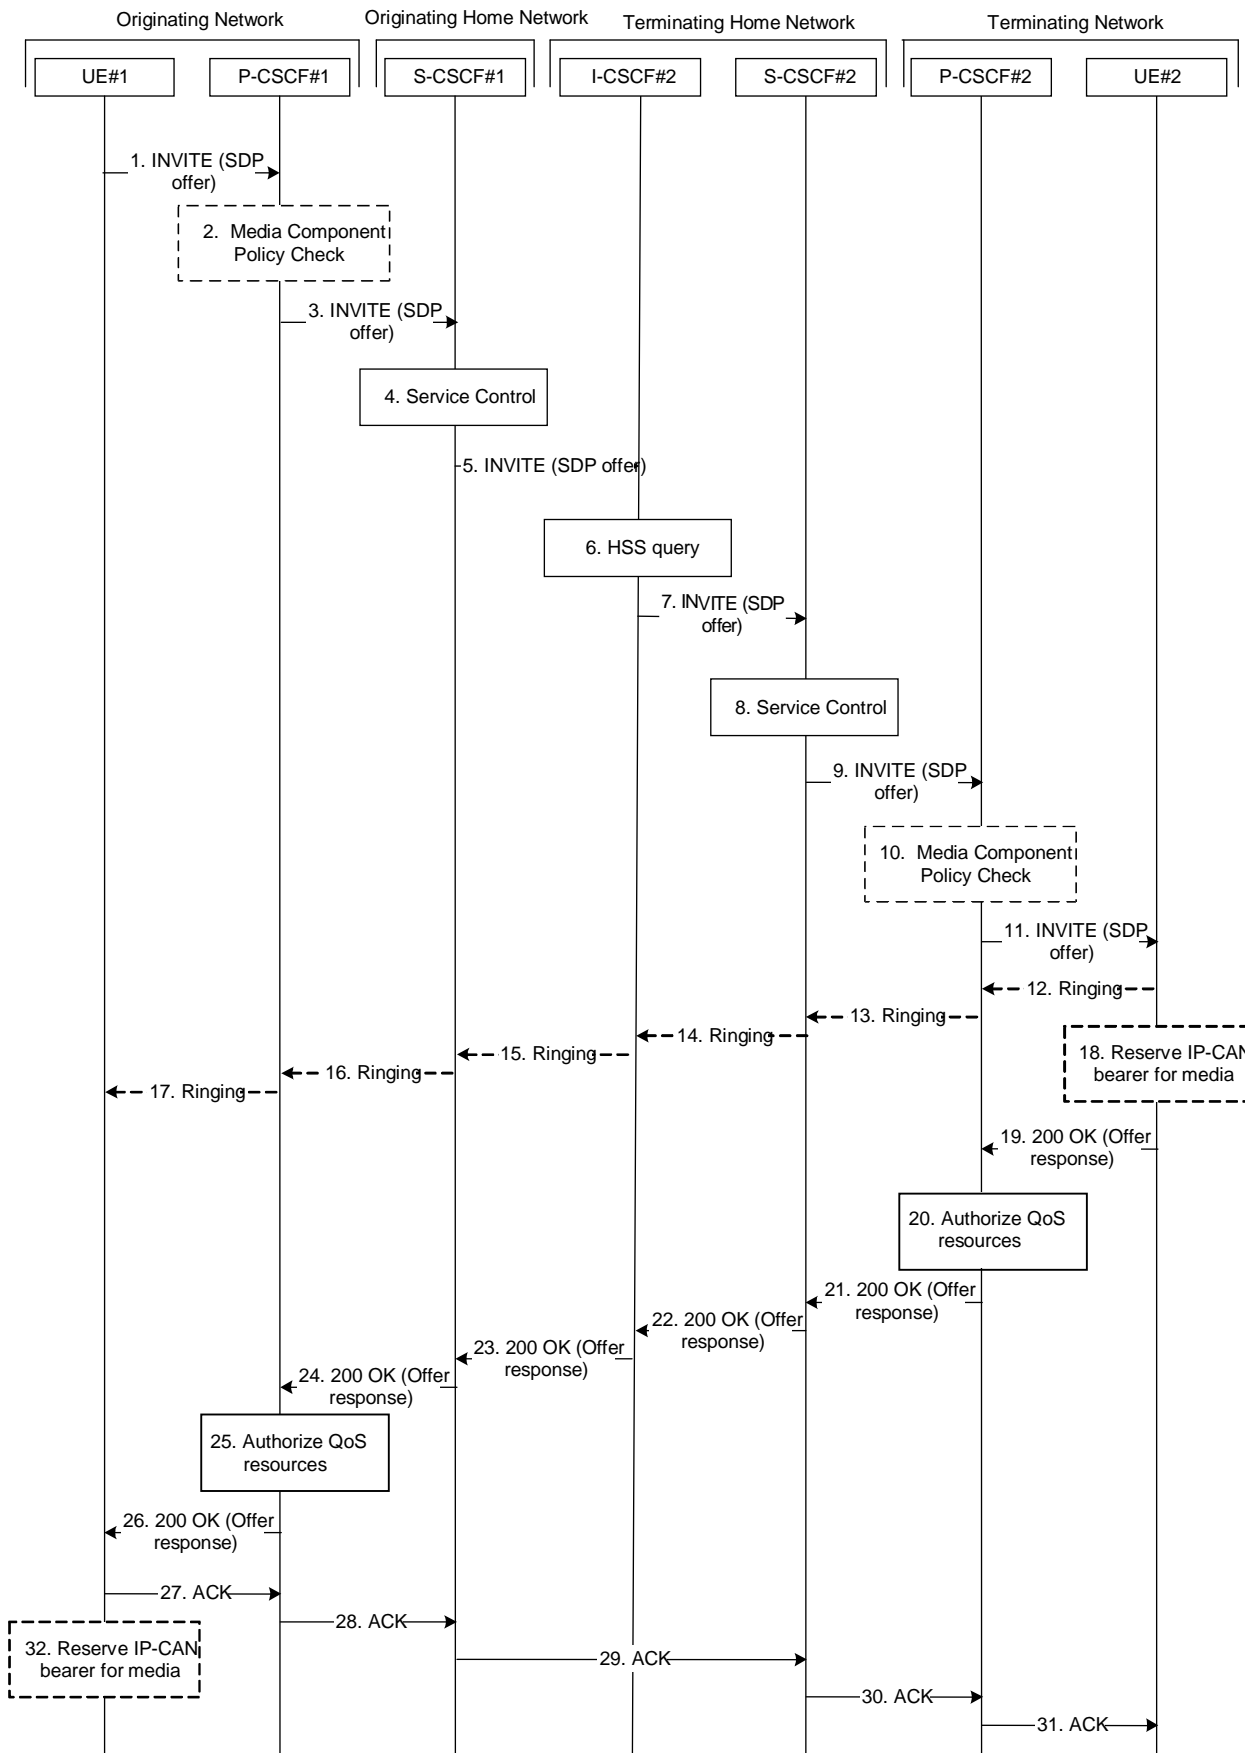 Originating Network
Originating Home Network
Terminating Home Network
Terminating Network
UE#1
P-CSCF#1
S-CSCF#1
I-CSCF#2
S-CSCF#2
P-CSCF#2
UE#2
1. INVITE (SDP
offer)
2. Media Component
Policy Check
3. INVITE (SDP
offer)
4. Service Control
5. INVITE (SDP offer)
6. HSS query
7. INVITE (SDP
offer)
8. Service Control
9. INVITE (SDP
offer)
10. Media Component
Policy Check
11. INVITE (SDP
offer)
12. Ringing
13. Ringing
14. Ringing
15. Ringing
16. Ringing
17. Ringing
18. Reserve IP-CAN
bearer for media
19. 200 OK (Offer
response)
20. Authorize QoS
resources
21. 200 OK (Offer
response)
22. 200 OK (Offer
response)
23. 200 OK (Offer
response)
24. 200 OK (Offer
response)
25. Authorize QoS
resources
26. 200 OK (Offer
response)
27. ACK
28. ACK
32. Reserve IP-CAN
bearer for media
29. ACK
30. ACK
31. ACK